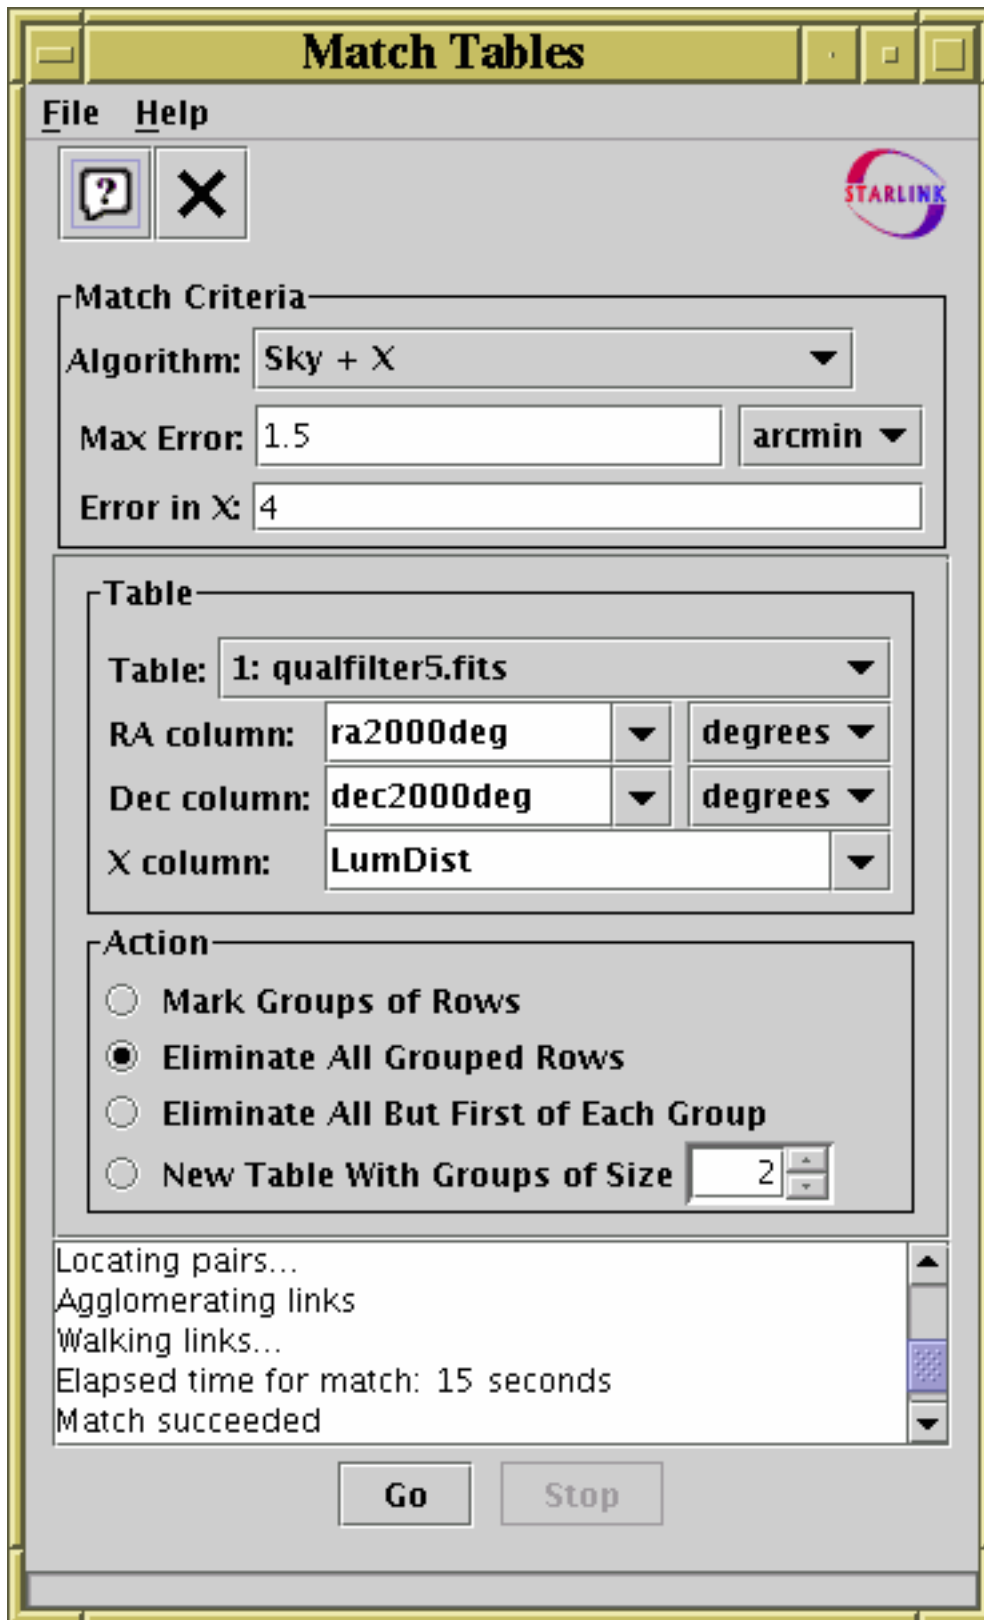 Match Tables
File Help
?
STARLINK
Match Criteria
Algorithm: Sky + X
Max Error: 1.5 arcmin
Error in X: 4
Table
Table: 1: qualfilter5.fits
RA column: ra2000deg degrees
Dec column: dec2000deg degrees
X column: LumDist
Action
Mark Groups of Rows
Eliminate All Grouped Rows
Eliminate All But First of Each Group
New Table With Groups of Size 2
Locating pairs...
Agglomerating links
Walking links...
Elapsed time for match: 15 seconds
Match succeeded
Go Stop